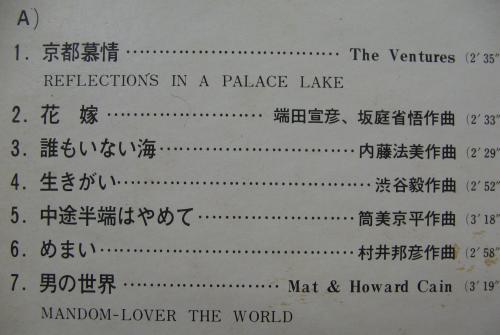 A)
1. 京都慕情 ……………………………… The Ventures (2′35″
REFLECTIONS IN A PALACE LAKE
2. 花 嫁 …………………… 端田宣彦、坂庭省悟作曲 (2′33″
3. 誰もいない海 …………………………… 内藤法美作曲 (2′29″
4. 生きがい …………………………………… 渋谷毅作曲 (2′52″
5. 中途半端はやめて ……………………… 筒美京平作曲 (3′18″
6. めまい …………………………………… 村井邦彦作曲 (2′58″
7. 男の世界 ……………………… Mat & Howard Cain (3′19″
MANDOM-LOVER THE WORLD